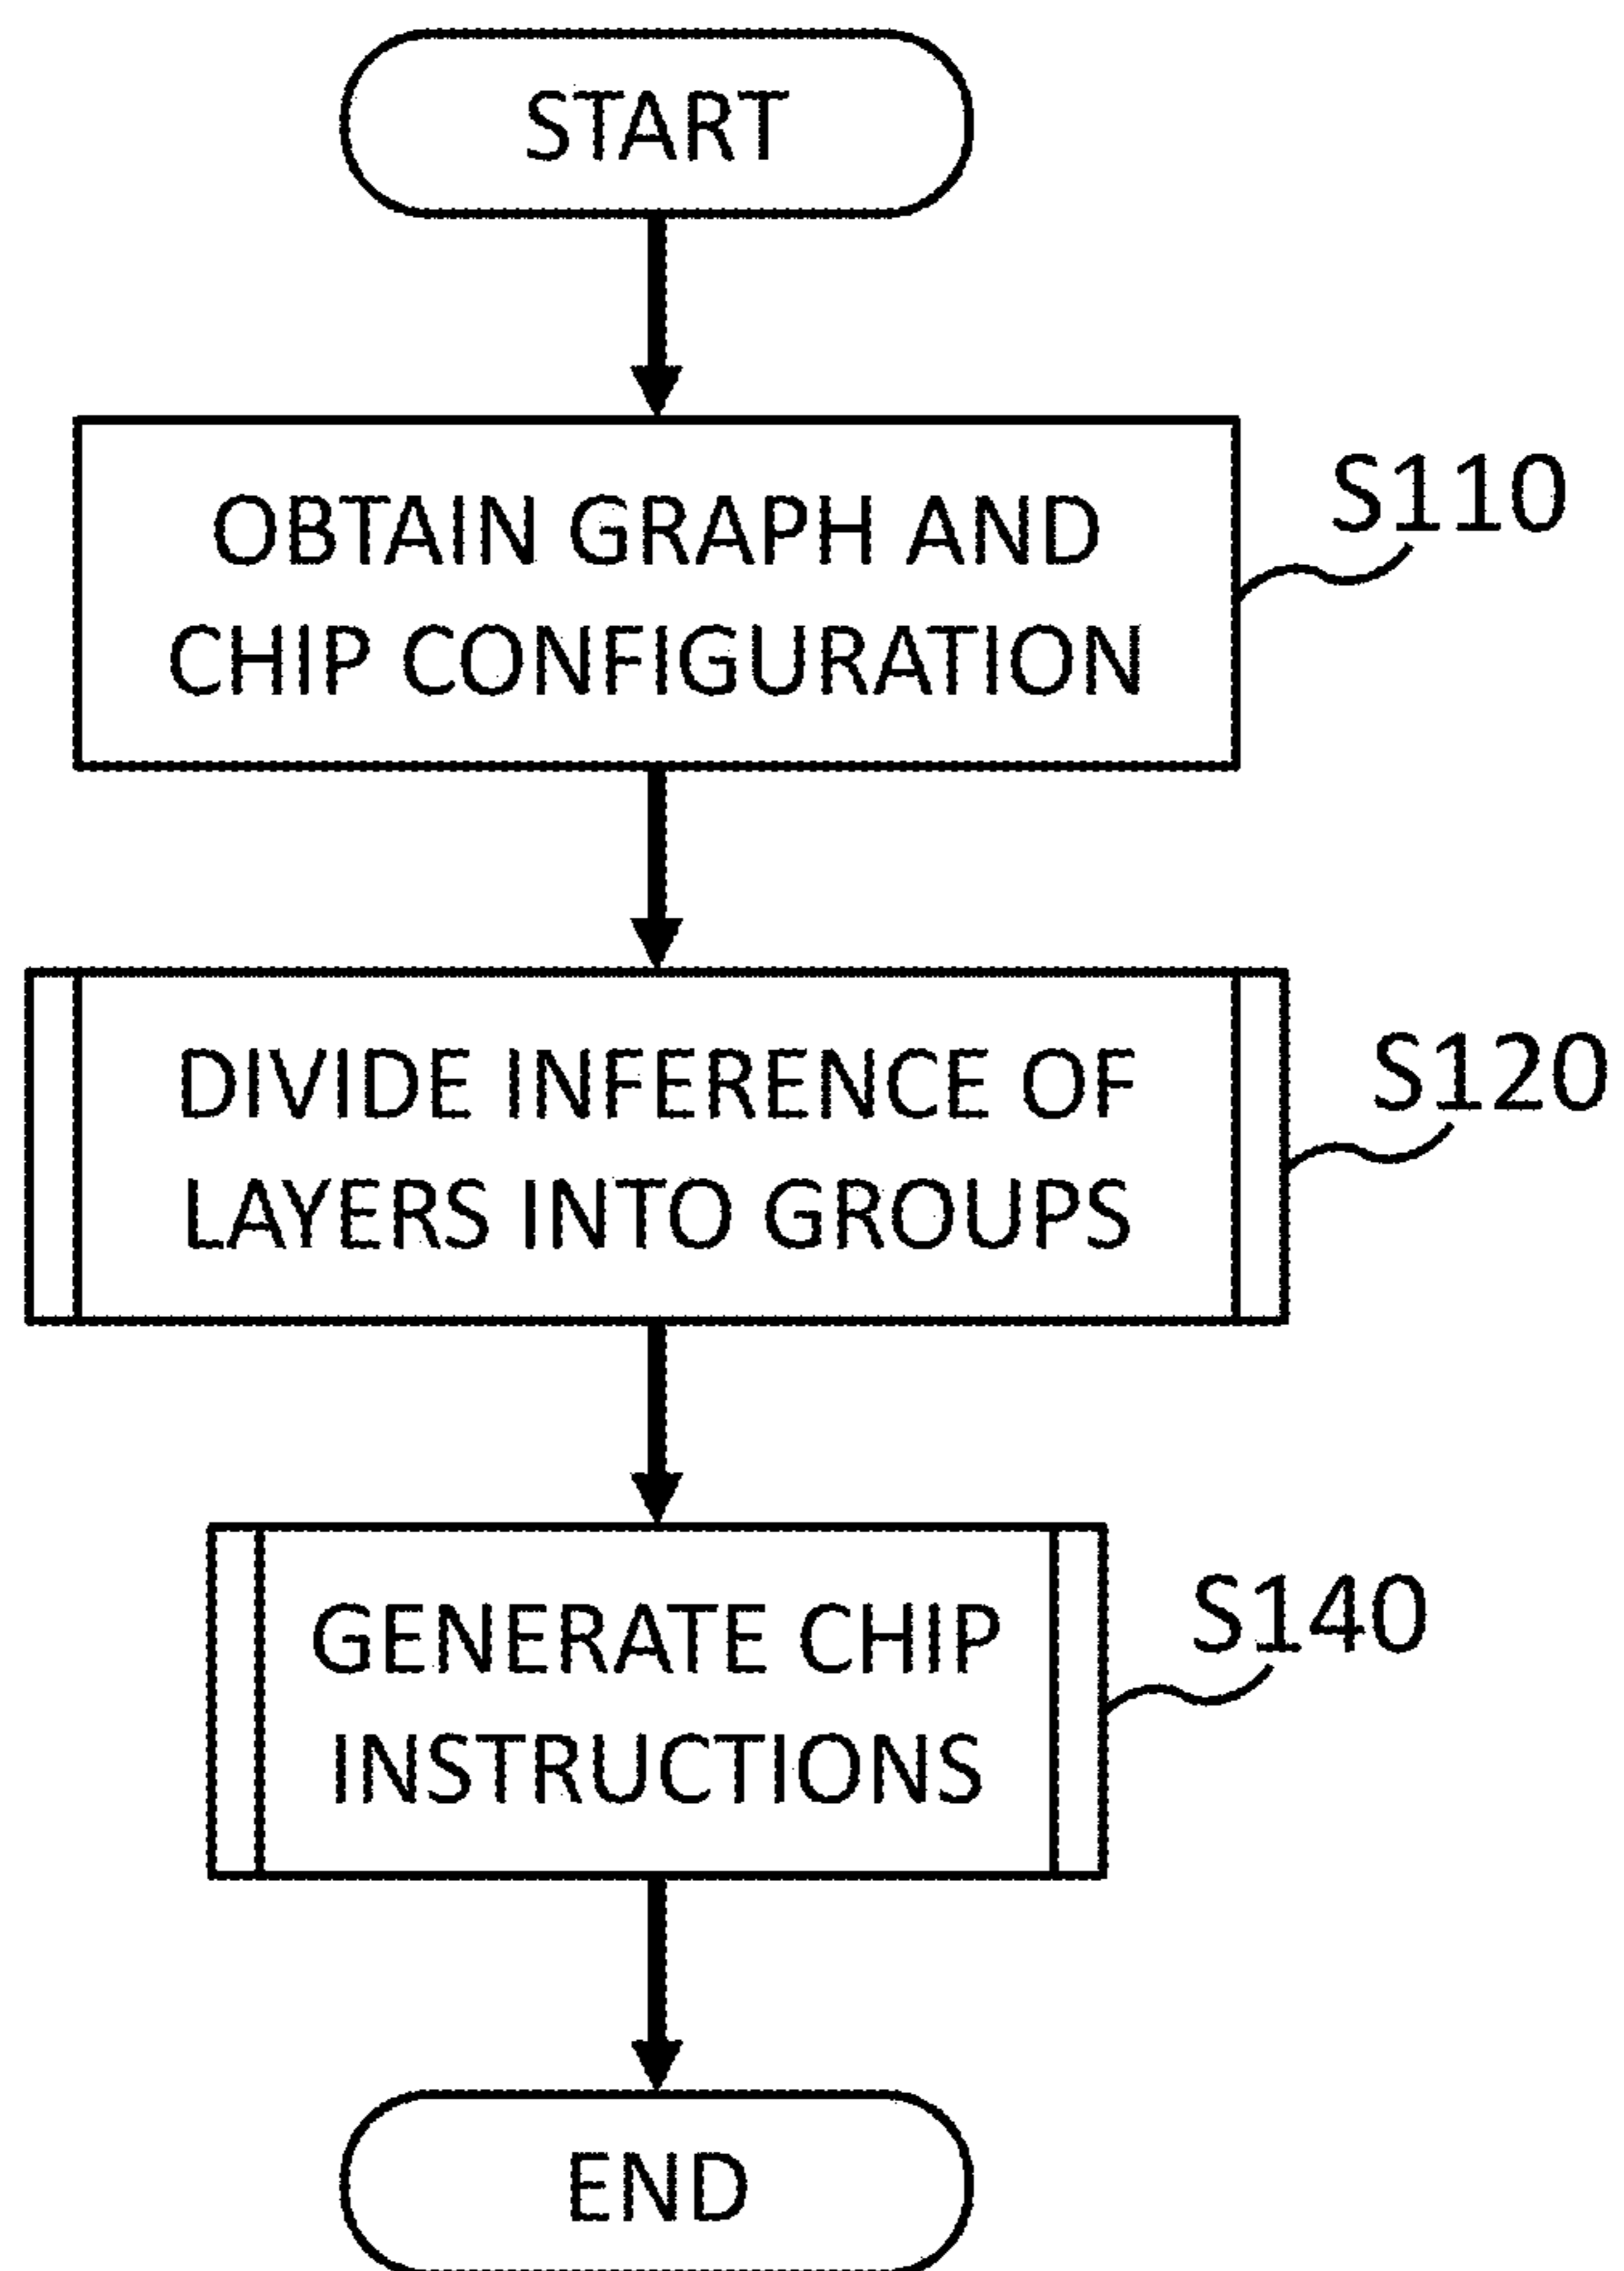 START
OBTAIN GRAPH AND
CHIP CONFIGURATION
S110
DIVIDE INFERENCE OF
LAYERS INTO GROUPS
S120
GENERATE CHIP
INSTRUCTIONS
S140
END